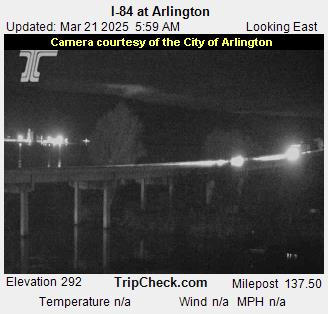 I-84 at Arlington
Updated: Mar 21 2025 5:59 AM Looking East
Camera courtesy of the City of Arlington
Elevation 292 TripCheck.com Milepost 137.50
Temperature n/a Wind n/a MPH n/a